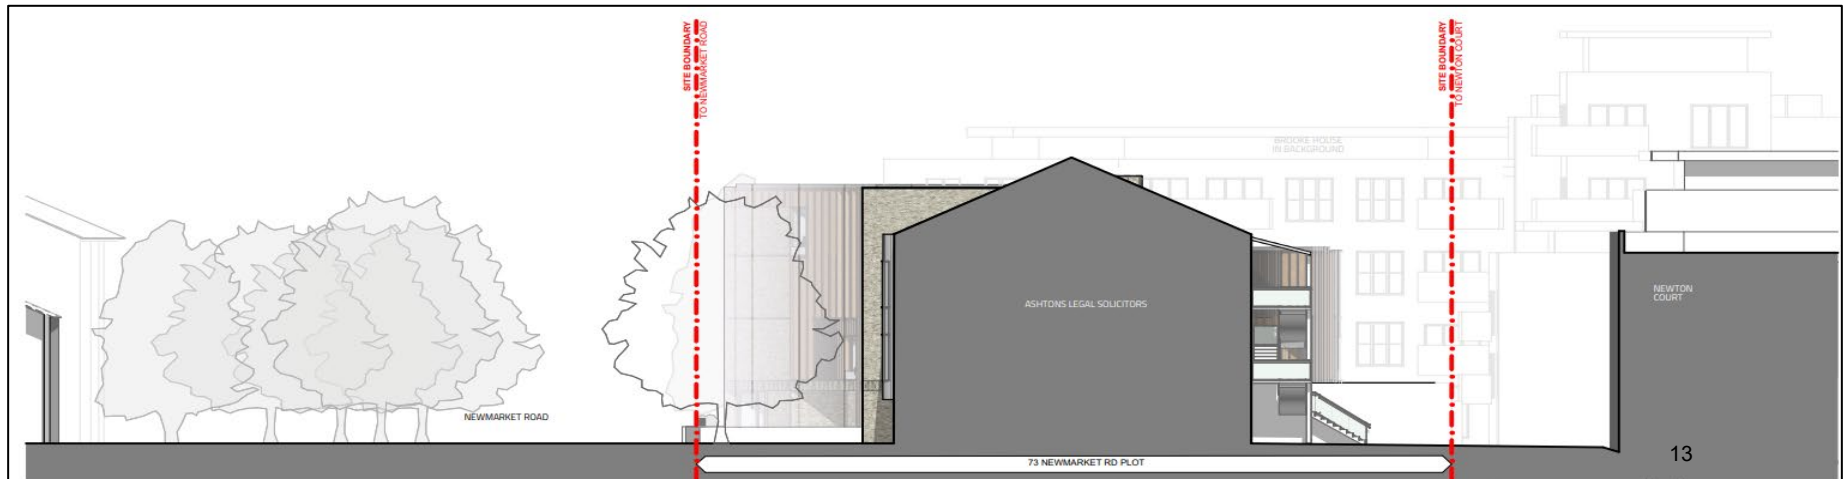 SITE BOUNDARY
TO NEWMARKET ROAD
SITE BOUNDARY
TO NEWTON COURT
BROOKE HOUSE
IN BACKGROUND
ASHTONS LEGAL SOLICITORS
NEWTON
COURT
NEWMARKET ROAD
73 NEWMARKET RD PLOT
13